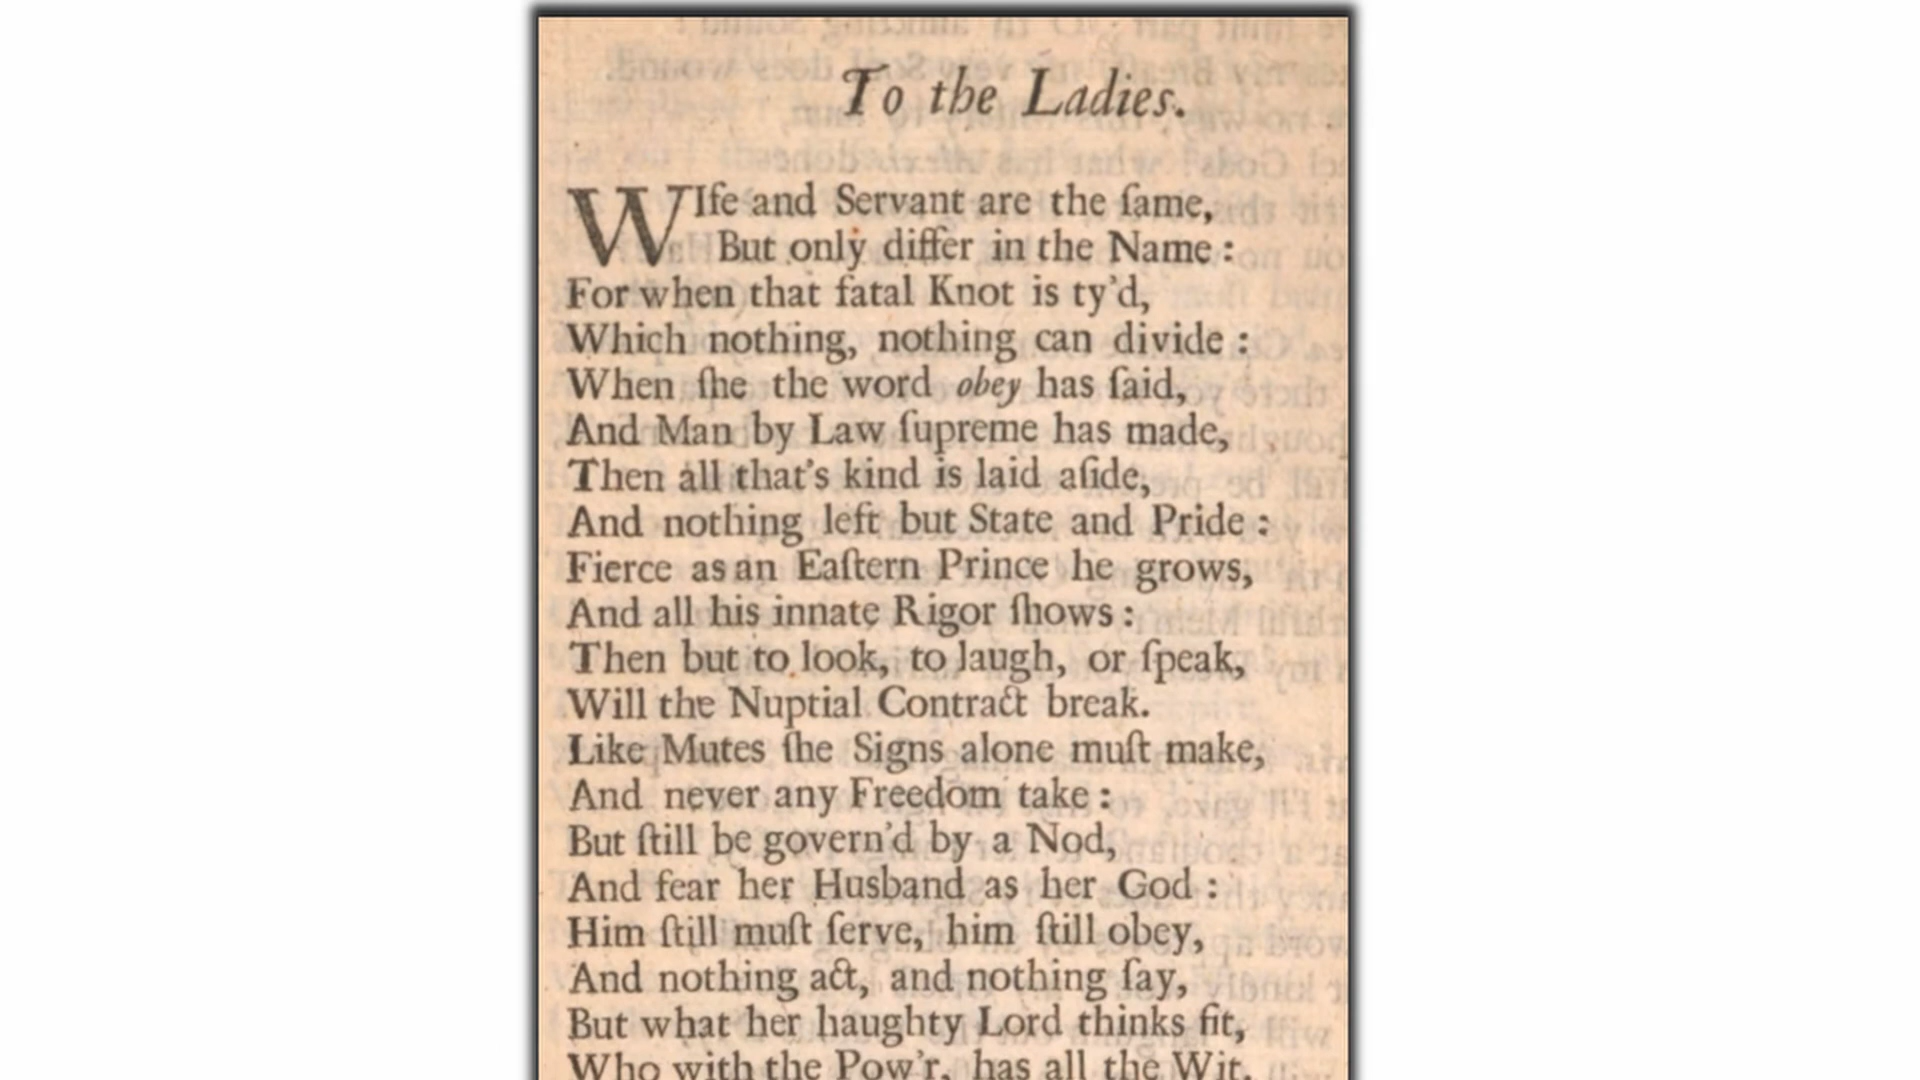 To the Ladies.
WIfe and Servant are the ſame,
But only differ in the Name:
For when that fatal Knot is ty'd,
Which nothing, nothing can divide:
When ſhe the word obey has ſaid,
And Man by Law ſupreme has made,
Then all that's kind is laid aſide,
And nothing left but State and Pride:
Fierce as an Eaſtern Prince he grows,
And all his innate Rigor ſhows:
Then but to look, to laugh, or ſpeak,
Will the Nuptial Contract break.
Like Mutes ſhe Signs alone muſt make,
And never any Freedom take:
But ſtill be govern'd by a Nod,
And fear her Husband as her God:
Him ſtill muſt ſerve, him ſtill obey,
And nothing act, and nothing ſay,
But what her haughty Lord thinks fit,
Who with the Pow'r, has all the Wit.